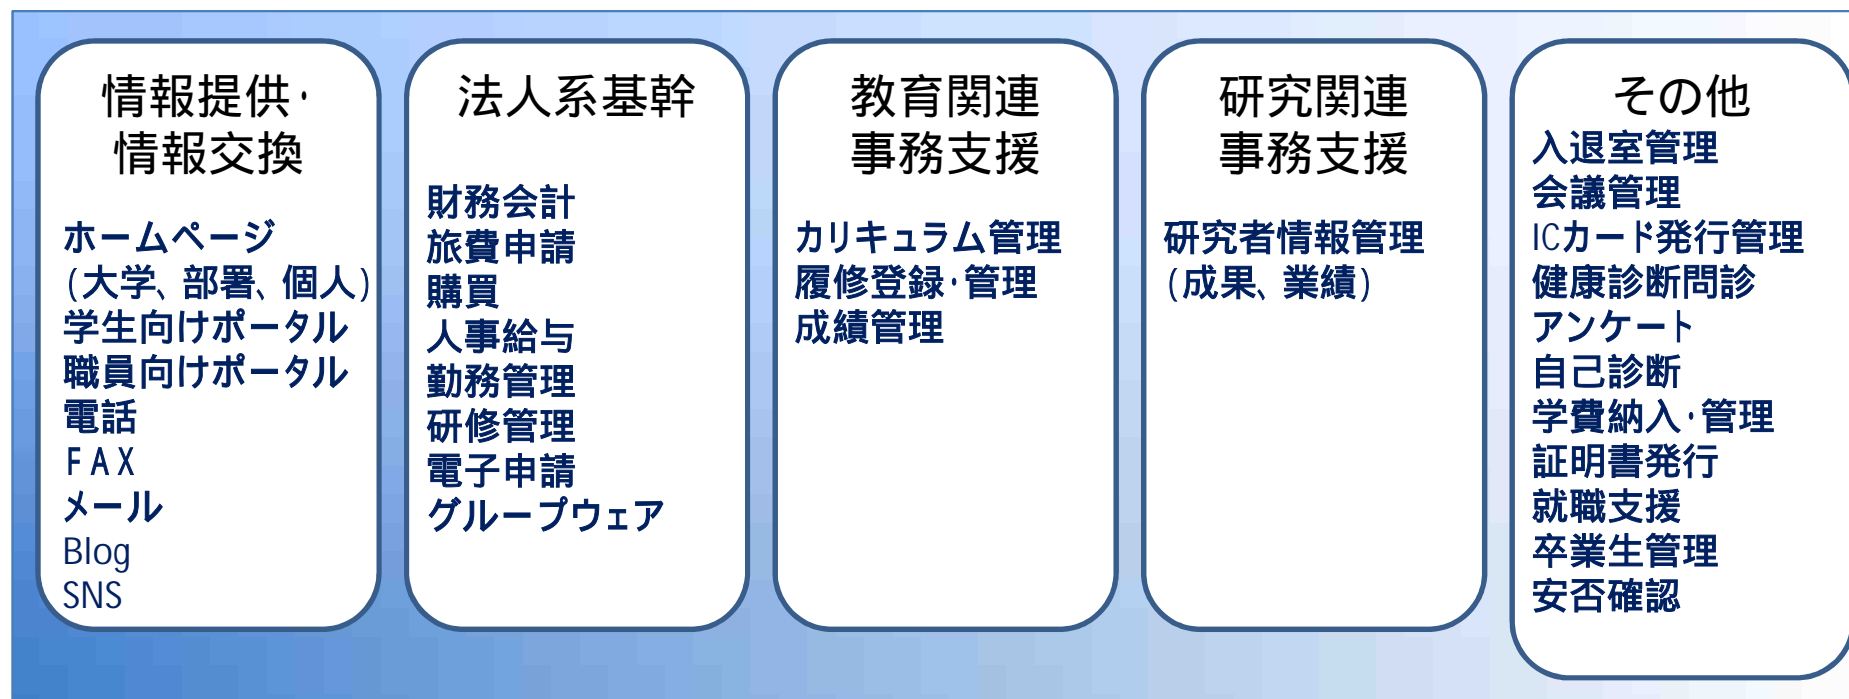 情報提供・
情報交換
ホームページ
(大学、部署、個人)
学生向けポータル
職員向けポータル
電話
FAX
メール
Blog
SNS
法人系基幹
財務会計
旅費申請
購買
人事給与
勤務管理
研修管理
電子申請
グループウェア
教育関連
事務支援
カリキュラム管理
履修登録・管理
成績管理
研究関連
事務支援
研究者情報管理
(成果、業績)
その他
入退室管理
会議管理
ICカード発行管理
健康診断問診
アンケート
自己診断
学費納入・管理
証明書発行
就職支援
卒業生管理
安否確認